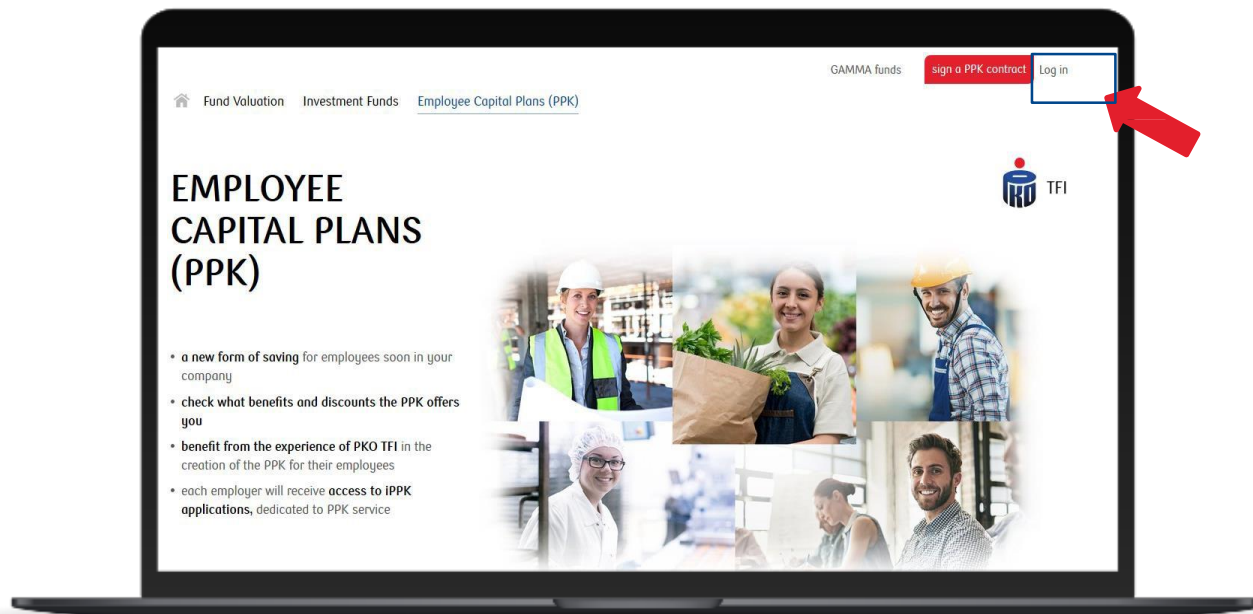 GAMMA funds sign a PPK contract Log in
Fund Valuation Investment Funds Employee Capital Plans (PPK)
EMPLOYEE
CAPITAL PLANS
(PPK)
PKO TFI
• a new form of saving for employees soon in your
company
• check what benefits and discounts the PPK offers
you
• benefit from the experience of PKO TFI in the
creation of the PPK for their employees
• each employer will receive access to iPPK
applications, dedicated to PPK service